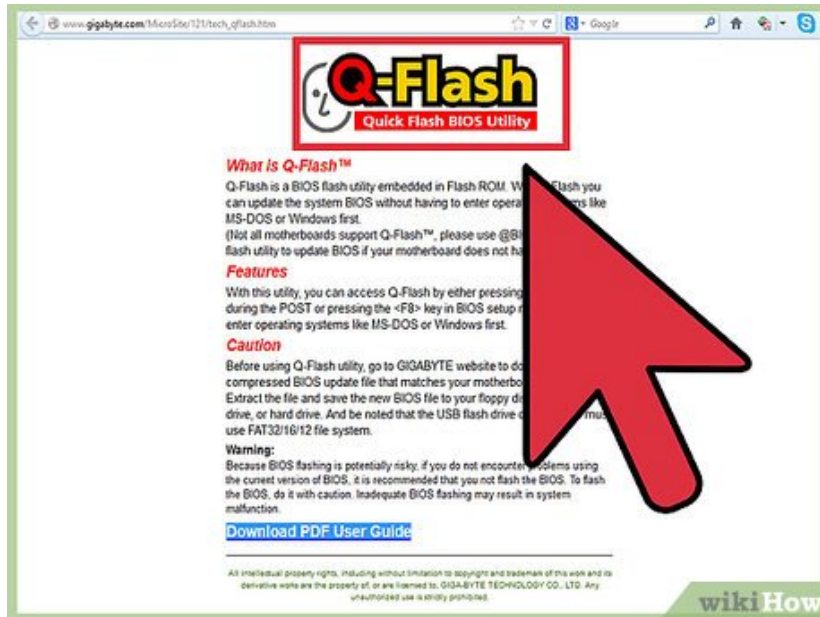 www.gigabyte.com/MicroSite/121/tech_qflash.htm
Google
Q-Flash
Quick Flash BIOS Utility
What is Q-Flash™
Q-Flash is a BIOS flash utility embedded in Flash ROM. Flash you
can update the system BIOS without having to enter like
MS-DOS or Windows first.
(Not all motherboards support Q-Flash™, please use
flash utility to update BIOS if your motherboard does not
Features
With this utility, you can access Q-Flash by either pressing
during the POST or pressing the <F8> key in BIOS setup
enter operating systems like MS-DOS or Windows first.
Caution
Before using Q-Flash utility, go to GIGABYTE website to
compressed BIOS update file that matches your
Extract the file and save the new BIOS file to your floppy
drive, or hard drive. And be noted that the USB flash drive
use FAT32/16/12 file system.
Warning:
Because BIOS flashing is potentially risky, if you do not encounter problems using
the current version of BIOS, it is recommended that you not flash the BIOS. To flash
the BIOS, do it with caution. Inadequate BIOS flashing may result in system
malfunction.
Download PDF User Guide
All intellectual property rights, including without limitation to copyright and trademark of this work and its
derivative works are the property of, or are licensed to, GIGA-BYTE TECHNOLOGY CO., LTD. Any
unauthorized use is strictly prohibited.
wikiHow